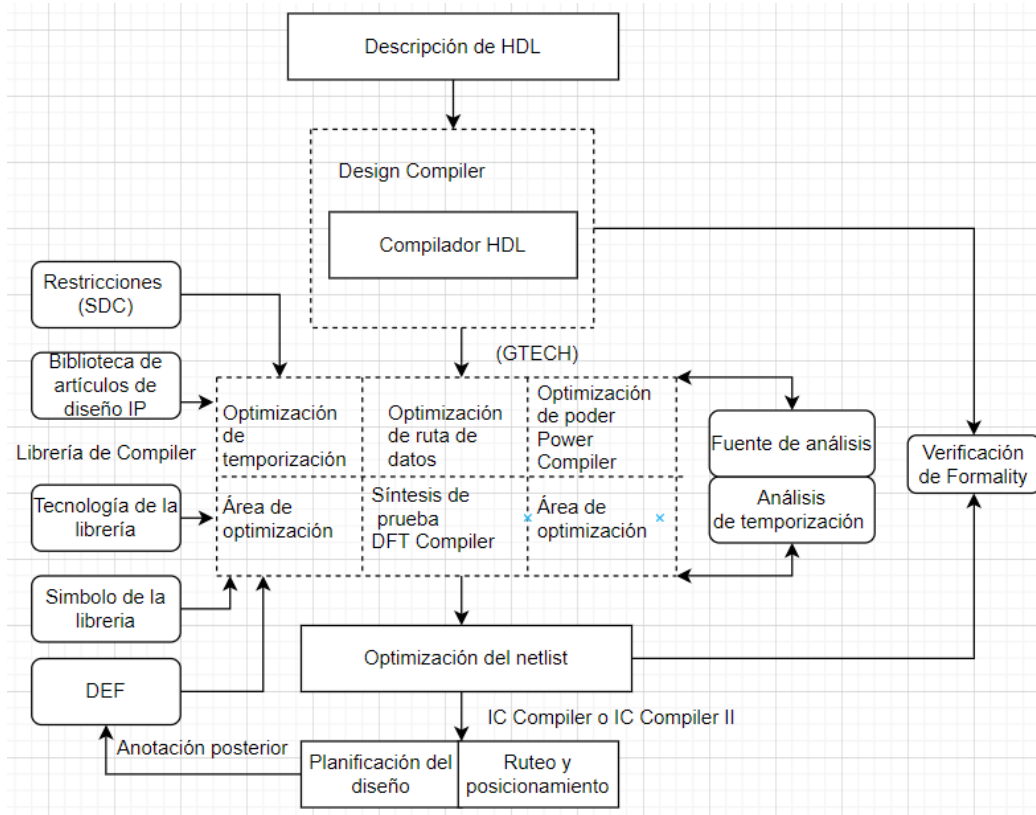 Descripción de HDL
Design Compiler
Compilador HDL
Restricciones
(SDC)
(GTECH)
Biblioteca de
artículos de
diseño IP
Optimización
de
temporización
Optimización
de ruta de
datos
Optimización
de poder
Power
Compiler
Fuente de análisis
Verificación
de Formality
Librería de Compiler
Tecnología de la
librería
Área de
optimización
Síntesis de
prueba
DFT Compiler
Área de
optimización
Análisis
de temporización
Simbolo de la
libreria
Optimización del netlist
DEF
IC Compiler o IC Compiler II
Anotación posterior
Planificación del
diseño
Ruteo y
posicionamiento